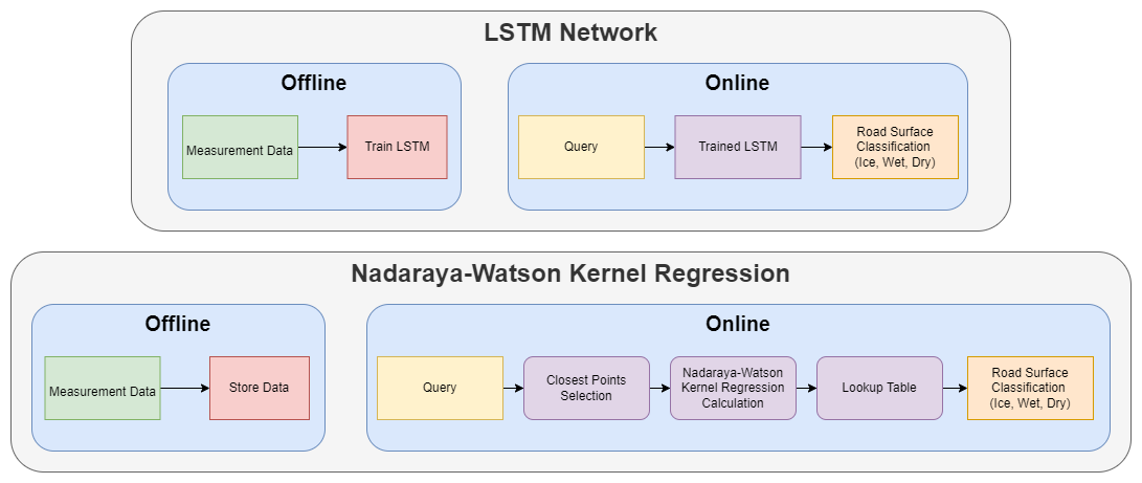 LSTM Network
Offline
Measurement Data
Train LSTM
Online
Query
Trained LSTM
Road Surface
Classification
(Ice, Wet, Dry)
Nadaraya-Watson Kernel Regression
Offline
Measurement Data
Store Data
Online
Query
Closest Points
Selection
Nadaraya-Watson
Kernel Regression
Calculation
Lookup Table
Road Surface
Classification
(Ice, Wet, Dry)